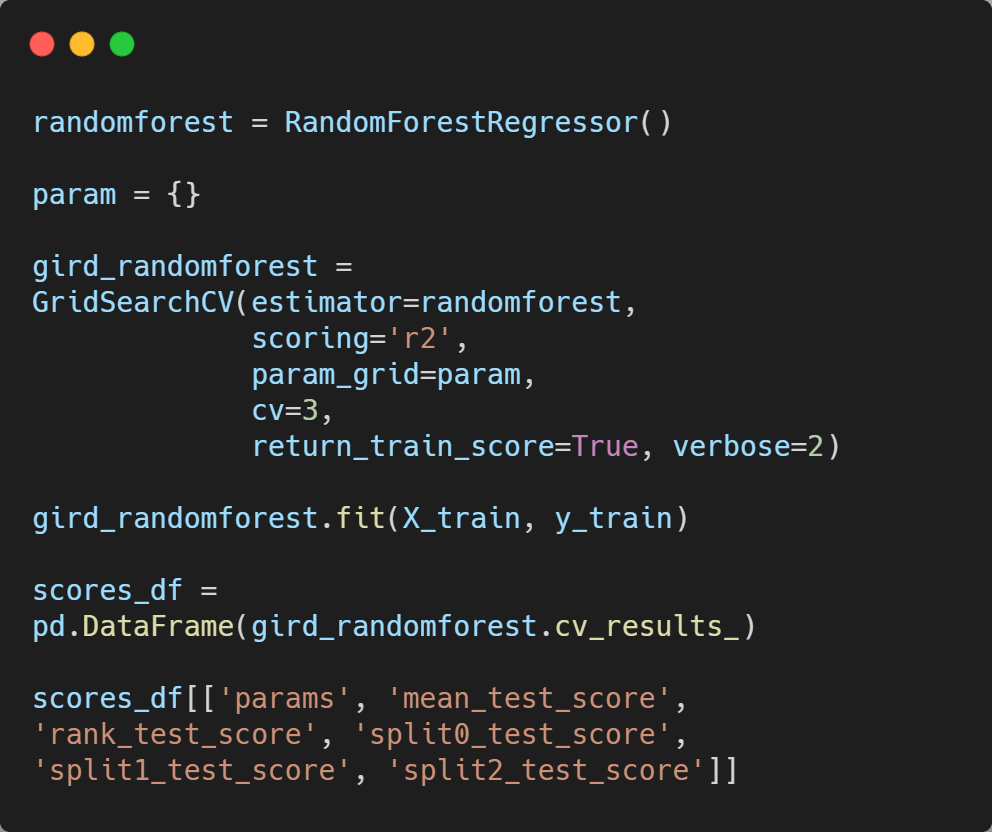 randomforest = RandomForestRegressor()
param = {}
gird_randomforest =
GridSearchCV(estimator=randomforest,
scoring='r2',
param_grid=param,
cv=3,
return_train_score=True, verbose=2)
gird_randomforest.fit(X_train, y_train)
scores_df =
pd.DataFrame(gird_randomforest.cv_results_)
scores_df[['params', 'mean_test_score',
'rank_test_score', 'split0_test_score',
'split1_test_score', 'split2_test_score']]